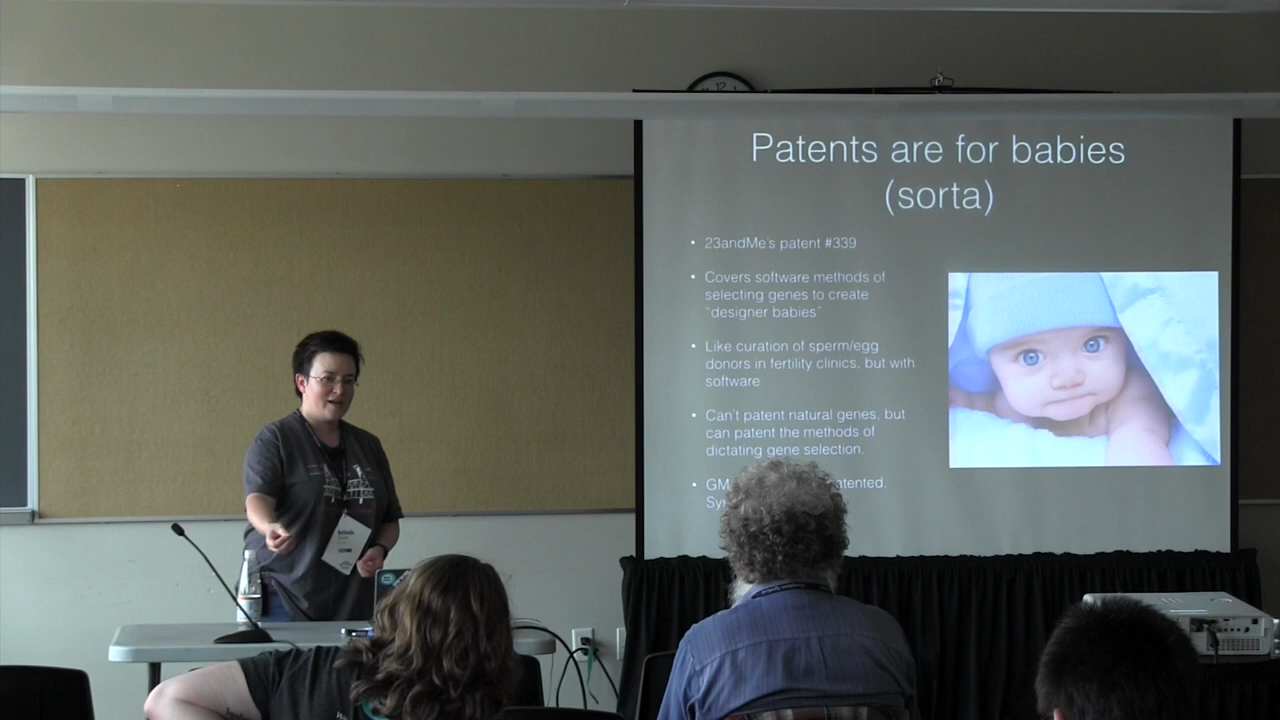 12
Patents are for babies
(sorta)
• 23andMe's patent #339
• Covers software methods of
selecting genes to create
"designer babies"
• Like curation of sperm/egg
donors in fertility clinics, but with
software
• Can't patent natural genes, but
can patent the methods of
dictating gene selection.
• GM
Belinda